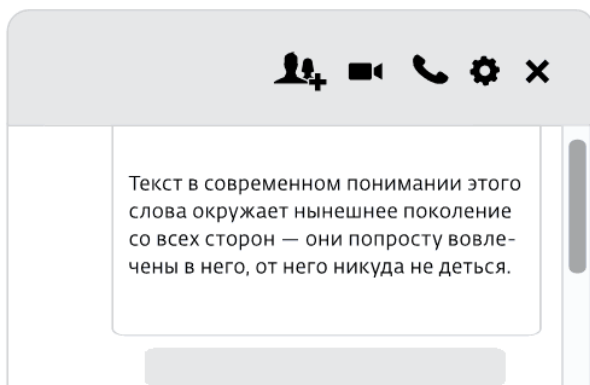 Текст в современном понимании этого
слова окружает нынешнее поколение
со всех сторон — они попросту вовле-
чены в него, от него никуда не деться.